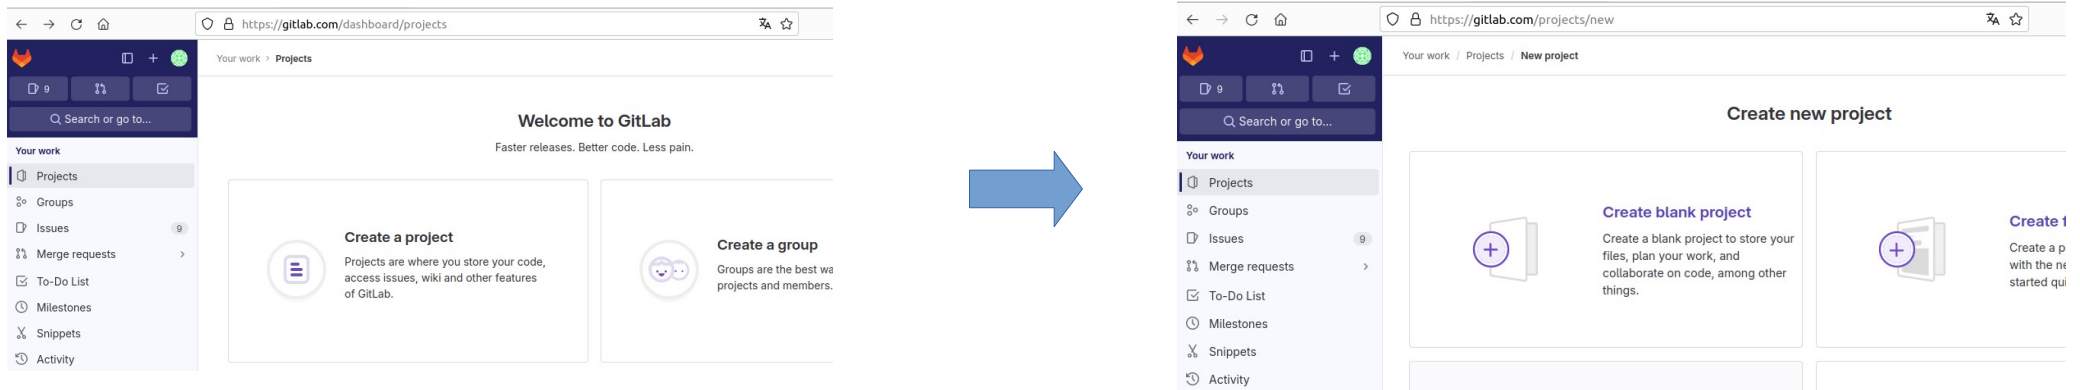 https://gitlab.com/dashboard/projects
Your work > Projects
9
Search or go to...
Your work
Projects
Groups
Issues 9
Merge requests >
To-Do List
Milestones
Snippets
Activity
Welcome to GitLab
Faster releases. Better code. Less pain.
Create a project
Projects are where you store your code,
access issues, wiki and other features
of GitLab.
Create a group
Groups are the best wa
projects and members.
https://gitlab.com/projects/new
Your work / Projects / New project
9
Search or go to...
Your work
Projects
Groups
Issues 9
Merge requests >
To-Do List
Milestones
Snippets
Activity
Create new project
Create blank project
Create a blank project to store your
files, plan your work, and
collaborate on code, among other
things.
Create f
Create a p
with the ne
started qui